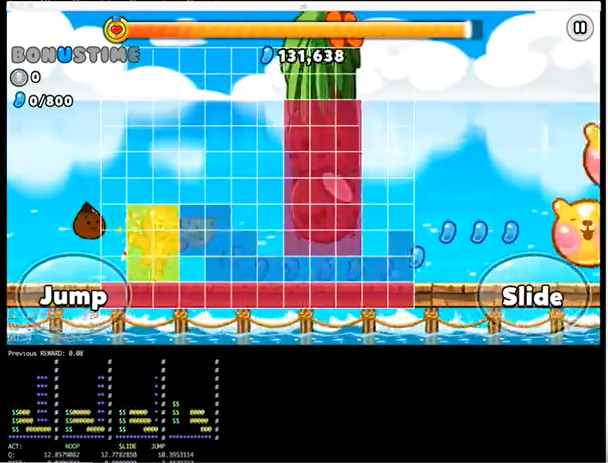 BONUSTIME
131,638
0
0/800
Jump
Slide
Previous REWARD: 0.08
ACT: NOOP SLIDE JUMP
Q: 12.8579082 12.7782850 10.3953114